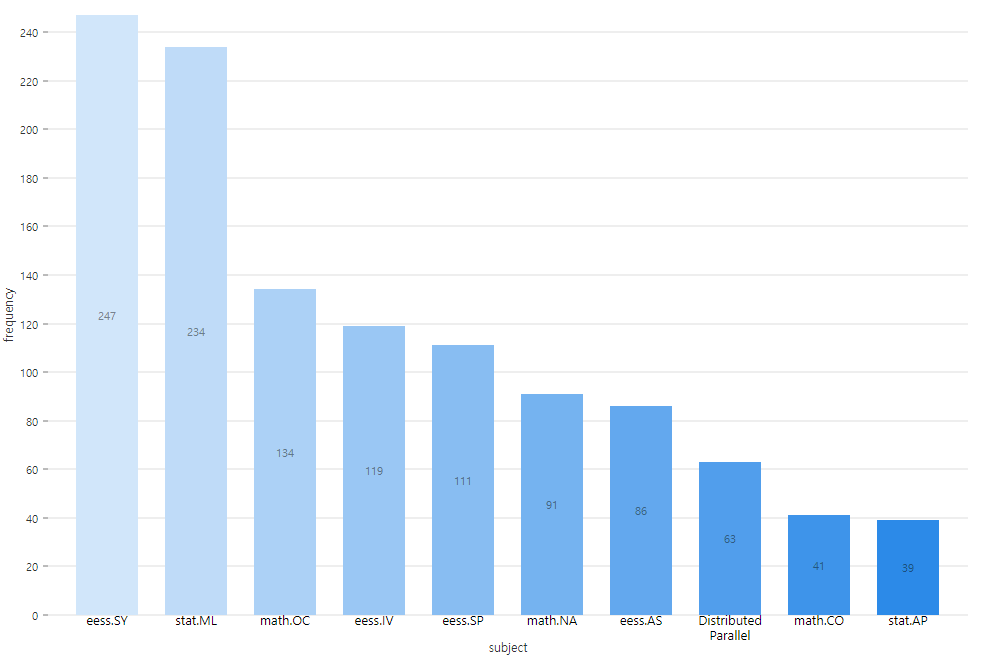 240
220
200
180
160
140
120
100
80
60
40
20
0
frequency
247
234
134
119
111
91
86
63
41
39
eess.SY
stat.ML
math.OC
eess.IV
eess.SP
math.NA
eess.AS
Distributed
Parallel
math.CO
stat.AP
subject